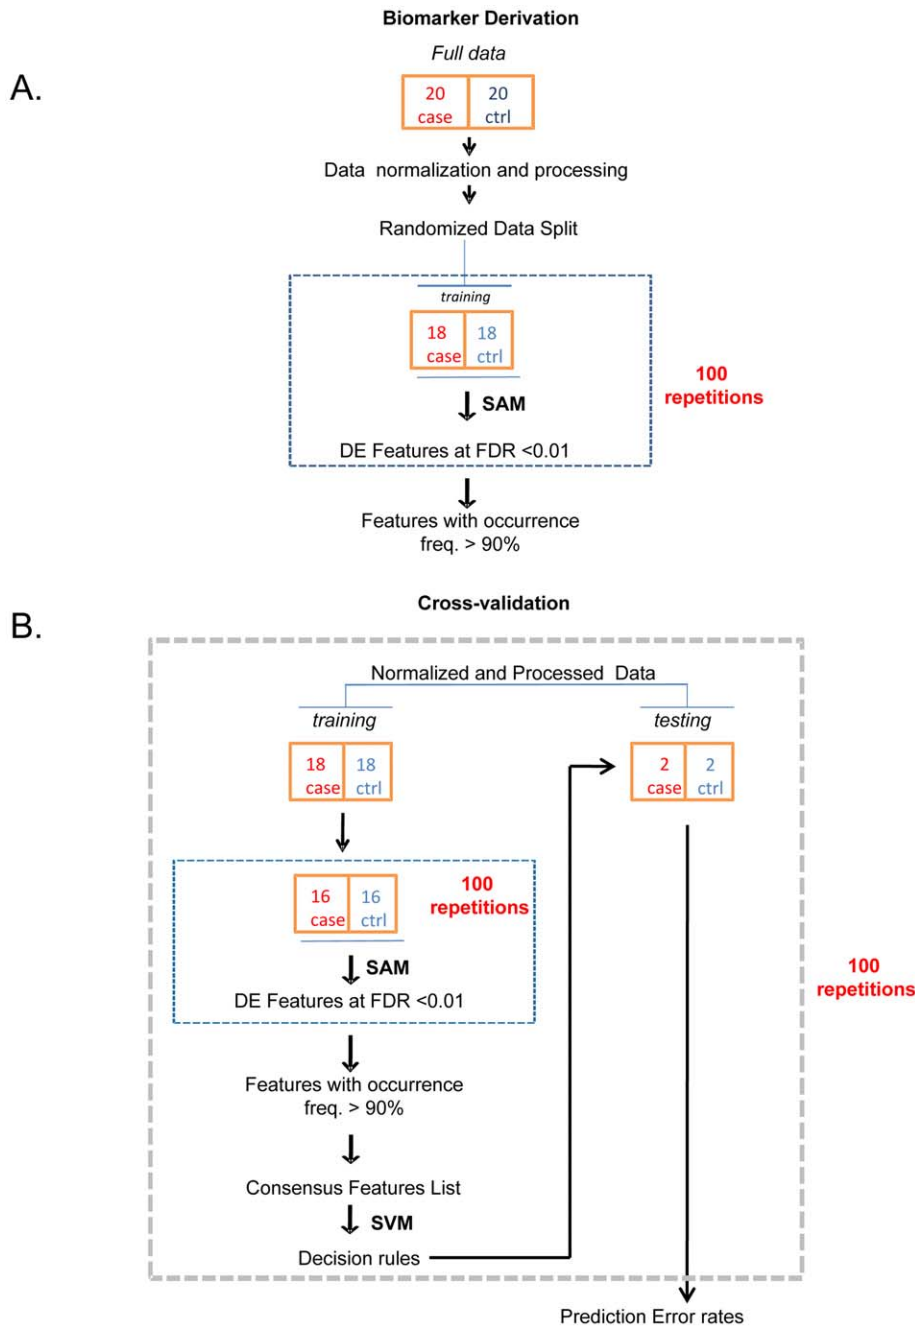 Biomarker Derivation
A.
Full data
20 20
case ctrl
Data normalization and processing
Randomized Data Split
training
18 18
case ctrl
100
repetitions
SAM
DE Features at FDR <0.01
Features with occurrence
freq. > 90%
Cross-validation
B.
Normalized and Processed Data
training
testing
18 18
case ctrl
2 2
case ctrl
16 16
case ctrl
100
repetitions
SAM
DE Features at FDR <0.01
100
repetitions
Features with occurrence
freq. > 90%
Consensus Features List
SVM
Decision rules
Prediction Error rates